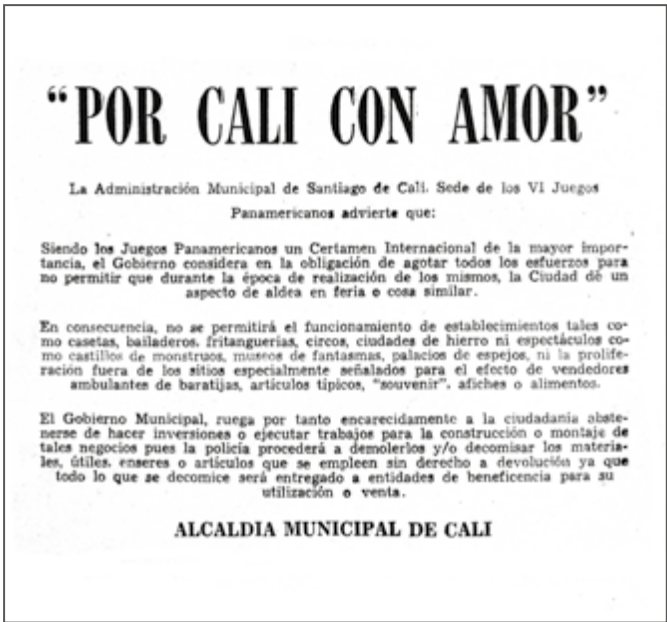 “POR CALI CON AMOR”
La Administración Municipal de Santiago de Cali. Sede de los VI Juegos
Panamericanos advierte que:
Siendo los Juegos Panamericanos un Certamen Internacional de la mayor impor-
tancia, el Gobierno considera en la obligación de agotar todos los esfuerzos para
no permitir que durante la época de realización de los mismos, la Ciudad dé un
aspecto de aldea en feria o cosa similar.
En consecuencia, no se permitirá el funcionamiento de establecimientos tales co-
mo casetas, bailaderos, fritanguerías, circos, ciudades de hierro ni espectáculos co-
mo castillos de monstruos, museos de fantasmas, palacios de espejos, ni la prolife-
ración fuera de los sitios especialmente señalados para el efecto de vendedores
ambulantes de baratijas, artículos típicos, “souvenir”, afiches o alimentos.
El Gobierno Municipal, ruega por tanto encarecidamente a la ciudadanía abste-
nerse de hacer inversiones o ejecutar trabajos para la construcción o montaje de
tales negocios pues la policía procederá a demolerlos y/o decomisar los materia-
les, útiles, enseres o artículos que se empleen sin derecho a devolución ya que
todo lo que se decomice será entregado a entidades de beneficencia para su
utilización o venta.
ALCALDIA MUNICIPAL DE CALI